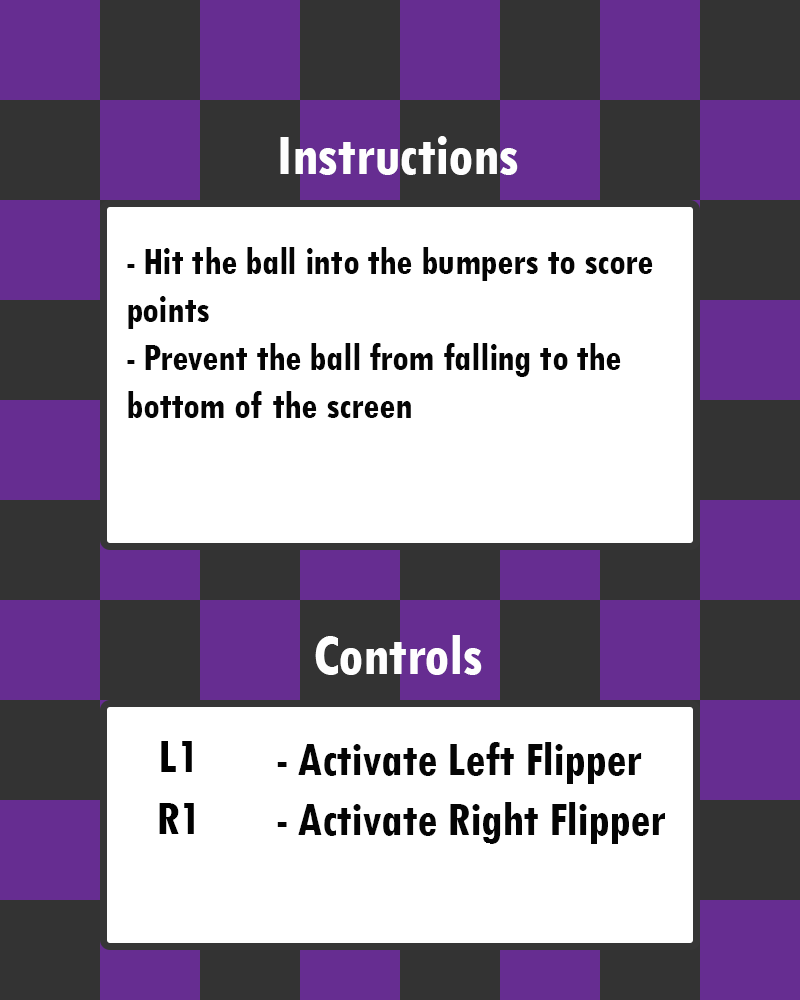 Instructions
- Hit the ball into the bumpers to score
points
- Prevent the ball from falling to the
bottom of the screen
Controls
L1 - Activate Left Flipper
R1 - Activate Right Flipper